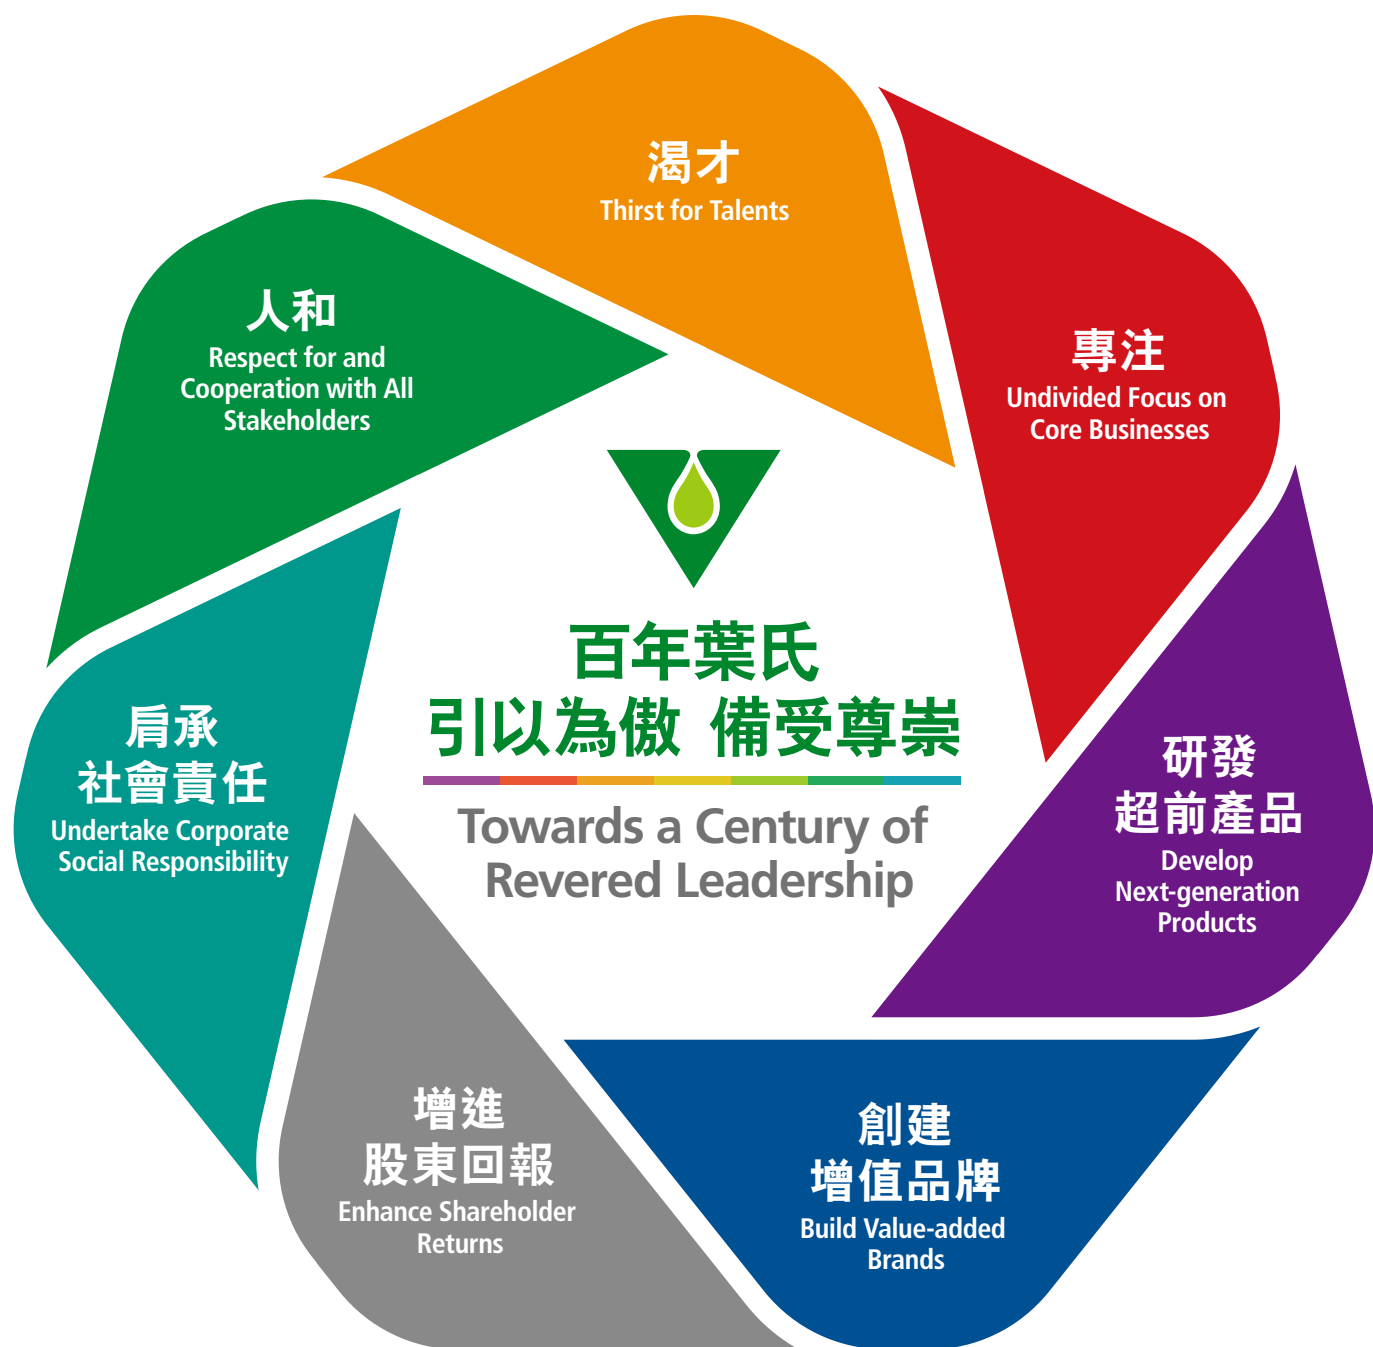 渴才
Thirst for Talents
人和
Respect for and
Cooperation with All
Stakeholders
專注
Undivided Focus on
Core Businesses
百年葉氏
引以為傲 備受尊崇
Towards a Century of
Revered Leadership
肩承
社會責任
Undertake Corporate
Social Responsibility
研發
超前產品
Develop
Next-generation
Products
增進
股東回報
Enhance Shareholder
Returns
創建
增值品牌
Build Value-added
Brands